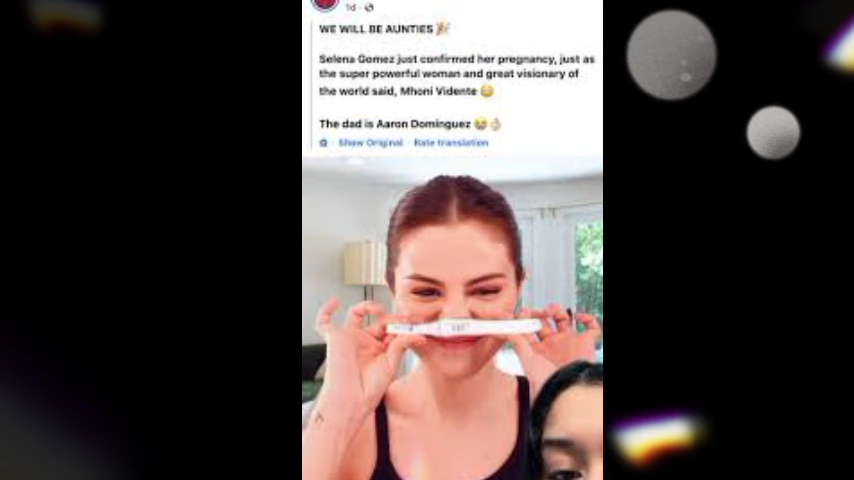 1d
WE WILL BE AUNTIES
Selena Gomez just confirmed her pregnancy, just as
the super powerful woman and great visionary of
the world said, Mhoni Vidente
The dad is Aaron Dominguez
Show Original · Rate translation